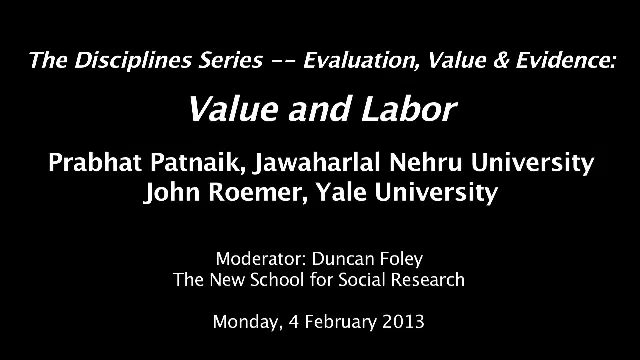 The Disciplines Series -- Evaluation, Value & Evidence:
Value and Labor
Prabhat Patnaik, Jawaharlal Nehru University
John Roemer, Yale University
Moderator: Duncan Foley
The New School for Social Research
Monday, 4 February 2013